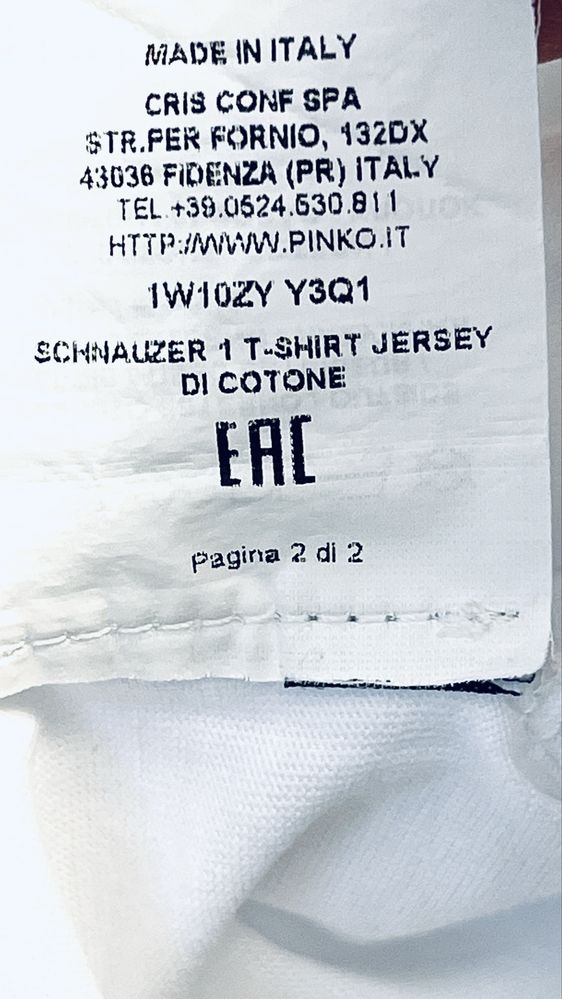 MADE IN ITALY
CRIS CONF SPA
STR.PER FORNIO, 132DX
43036 FIDENZA (PR) ITALY
TEL.+39.0524.530.811
HTTP://WWW.PINKO.IT
1W10ZY Y3Q1
SCHNAUZER 1 T-SHIRT JERSEY
DI COTONE
EAC
Pagina 2 di 2